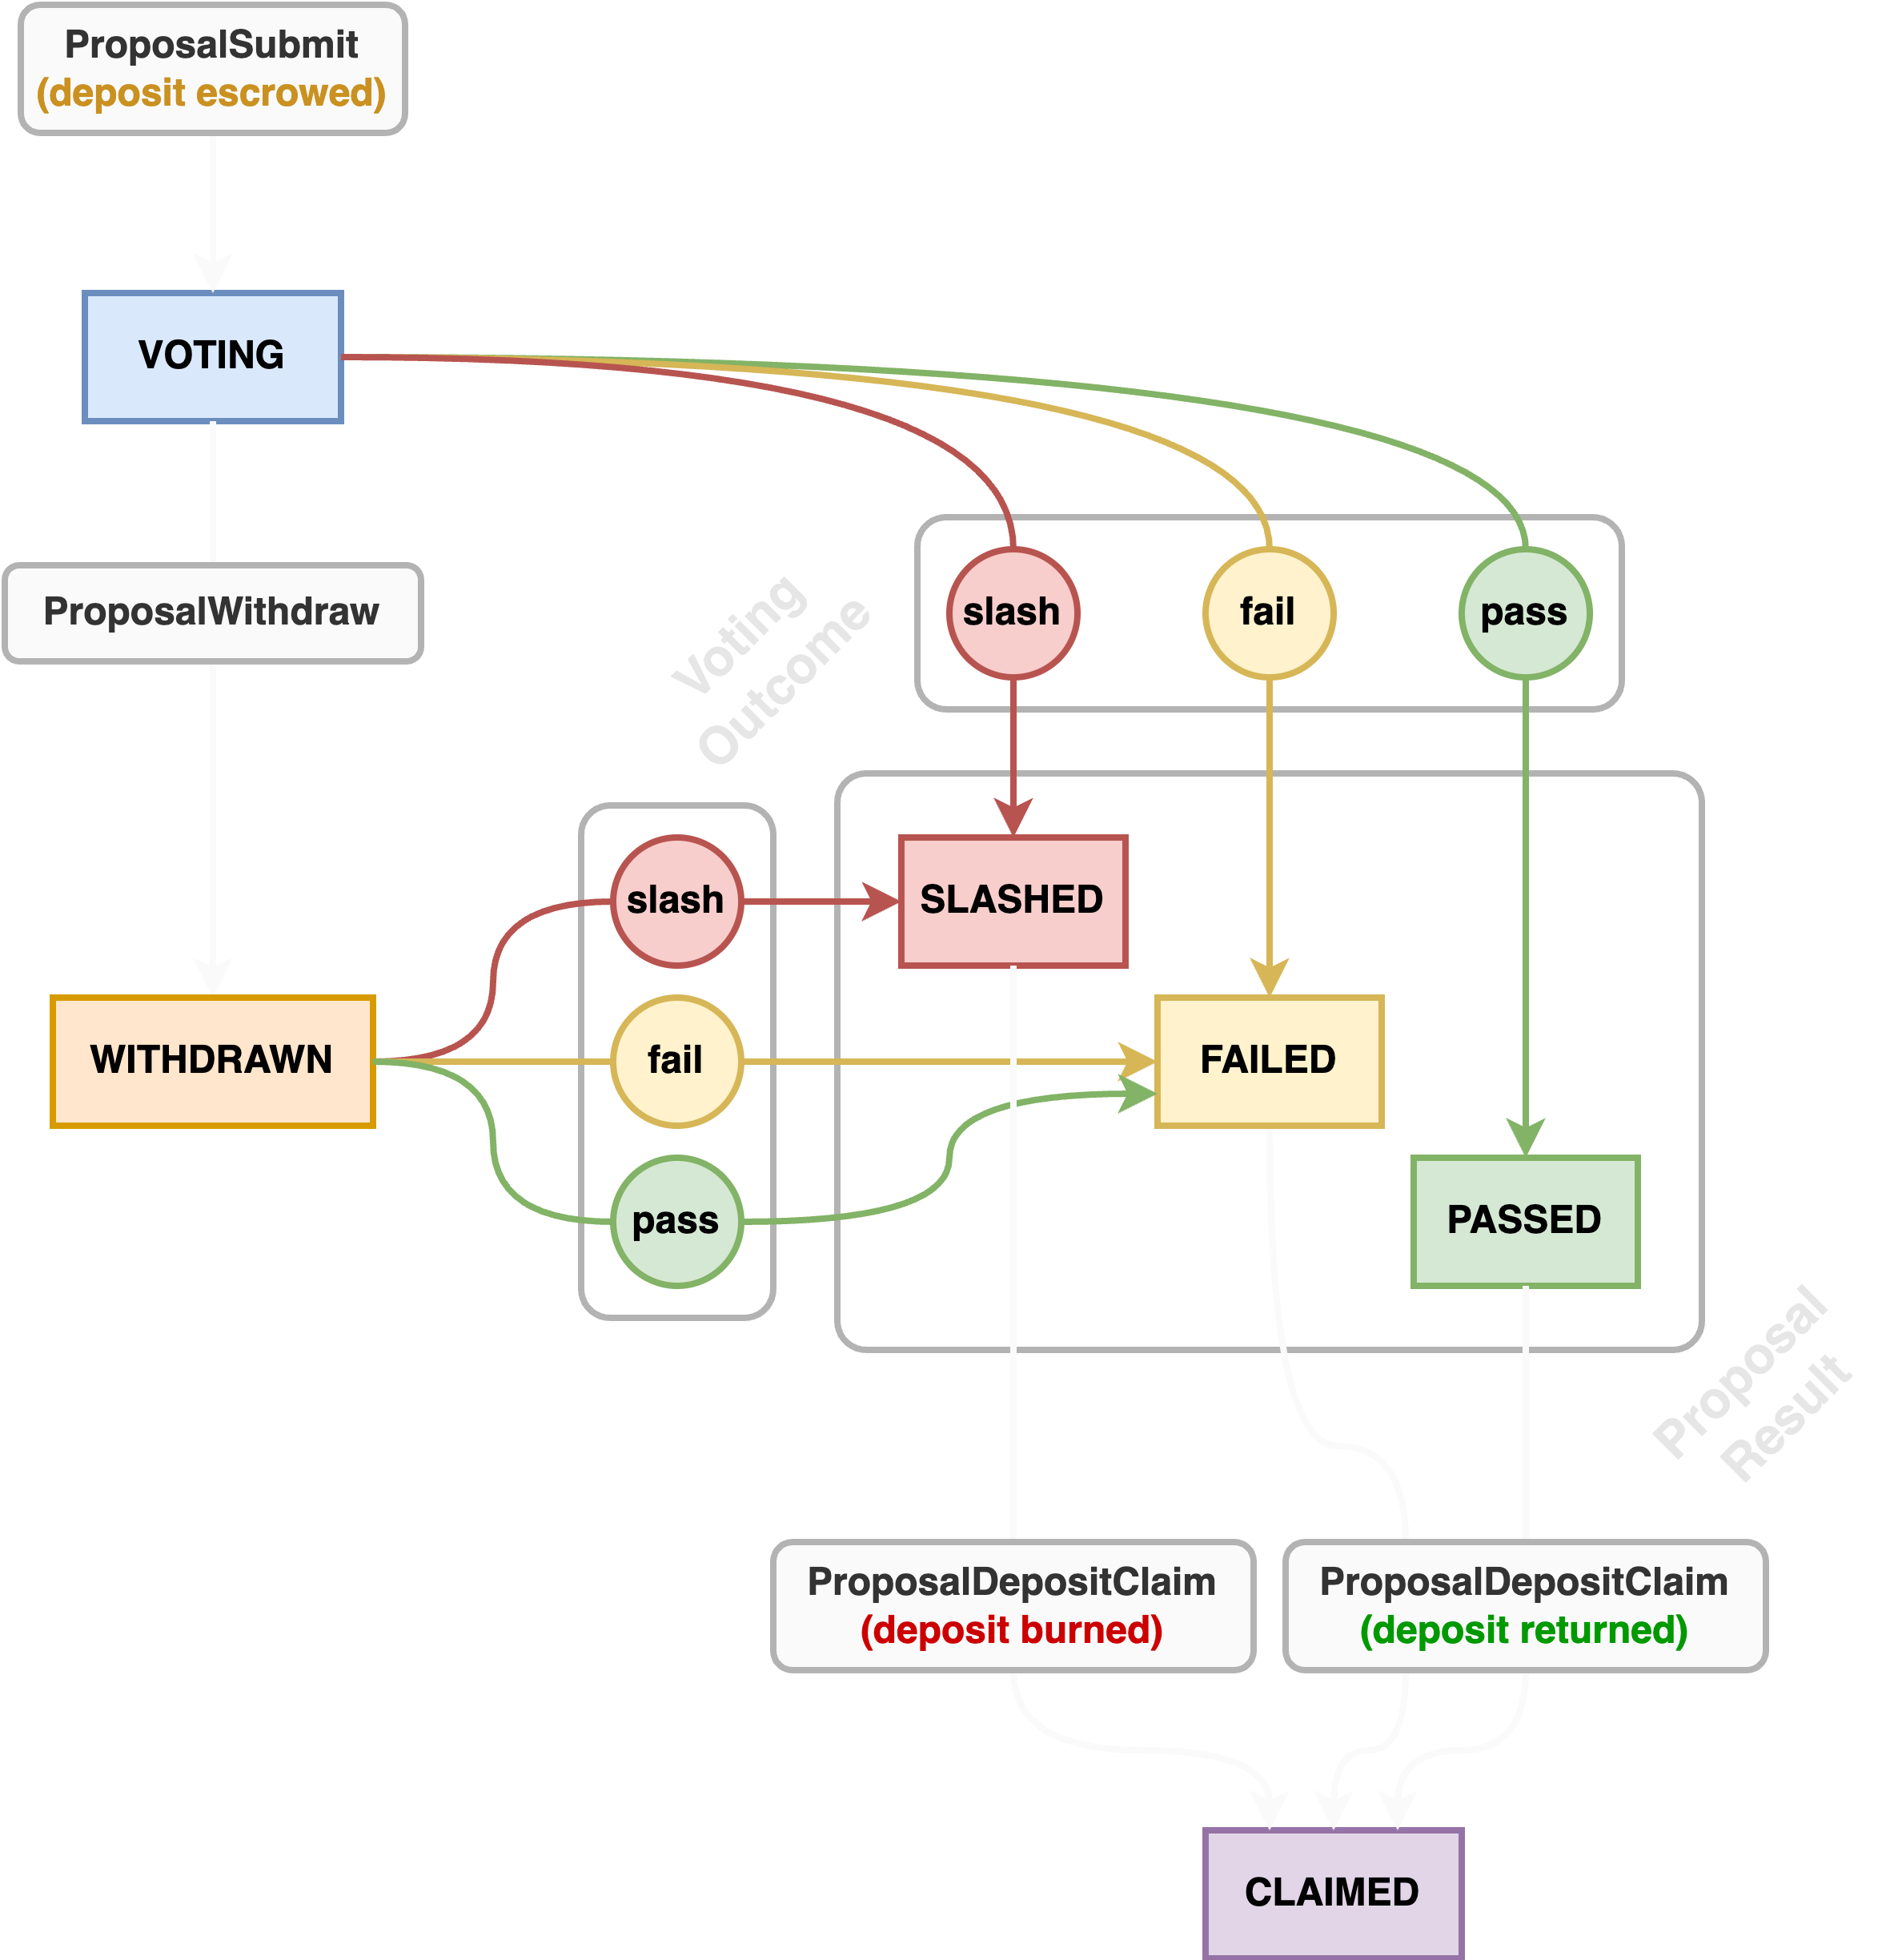 ProposalSubmit
(deposit escrowed)
VOTING
ProposalWithdraw
Voting
Outcome
slash
fail
pass
slash
SLASHED
WITHDRAWN
fail
FAILED
pass
PASSED
Proposal
Result
ProposalDepositClaim
(deposit burned)
ProposalDepositClaim
(deposit returned)
CLAIMED